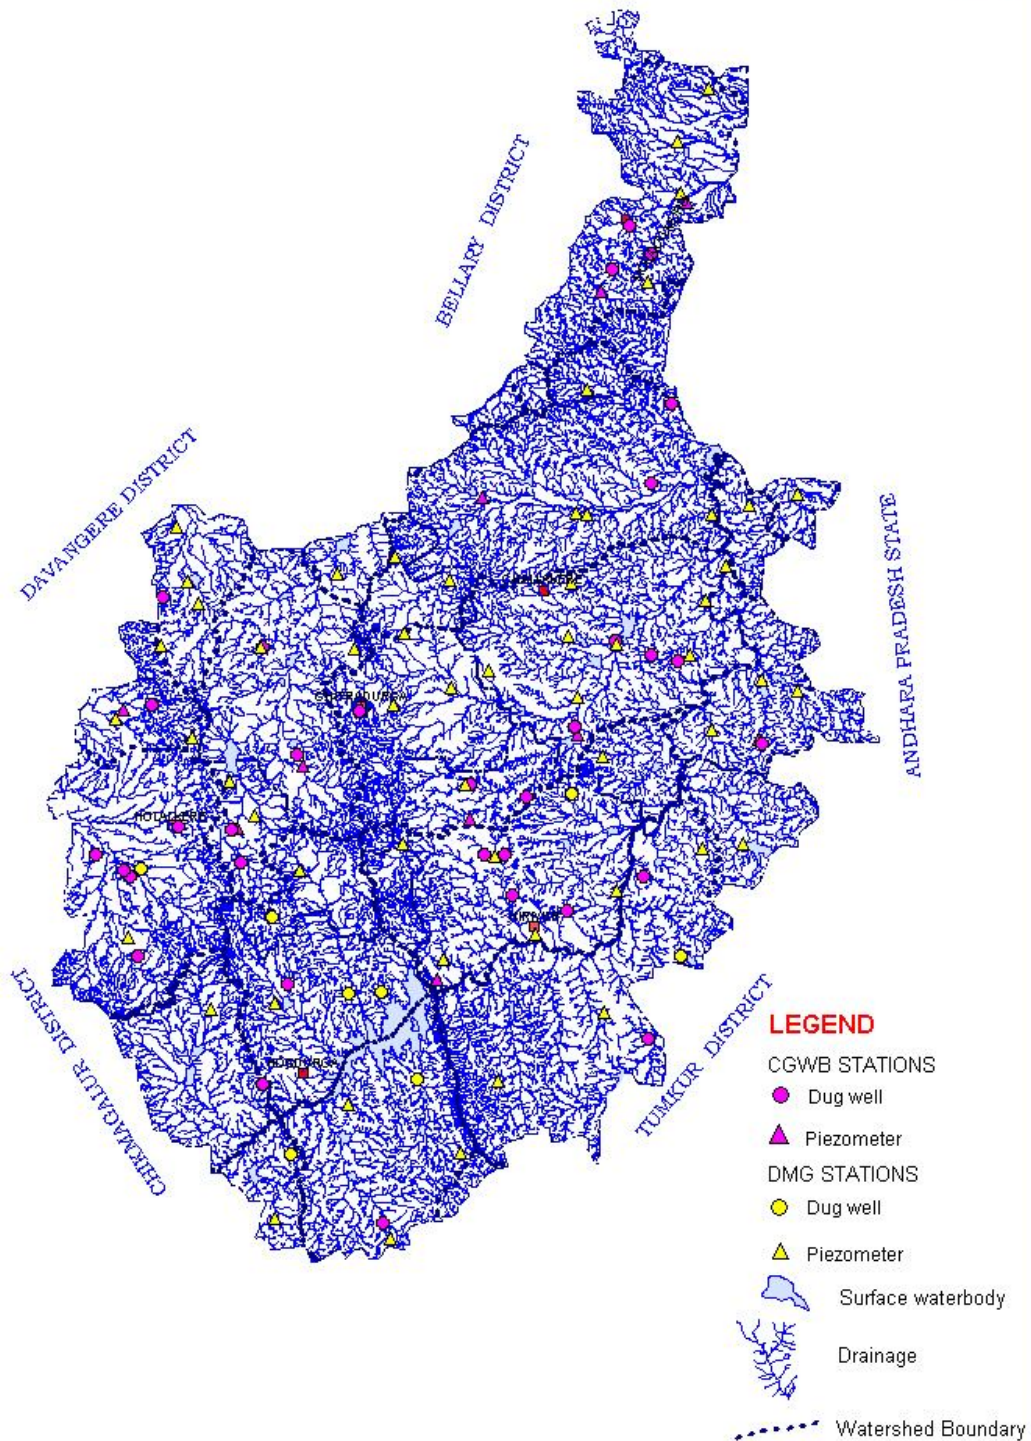 BELLARY DISTRICT
DAVANGERE DISTRICT
ANDHARA PRADESH STATE
CHITRADURGA
HOLALKERE
HIRIYUR
CHIKMAGALUR DISTRICT
TUMKUR DISTRICT
LEGEND
CGWB STATIONS
Dug well
Piezometer
DMG STATIONS
Dug well
Piezometer
Surface waterbody
Drainage
Watershed Boundary